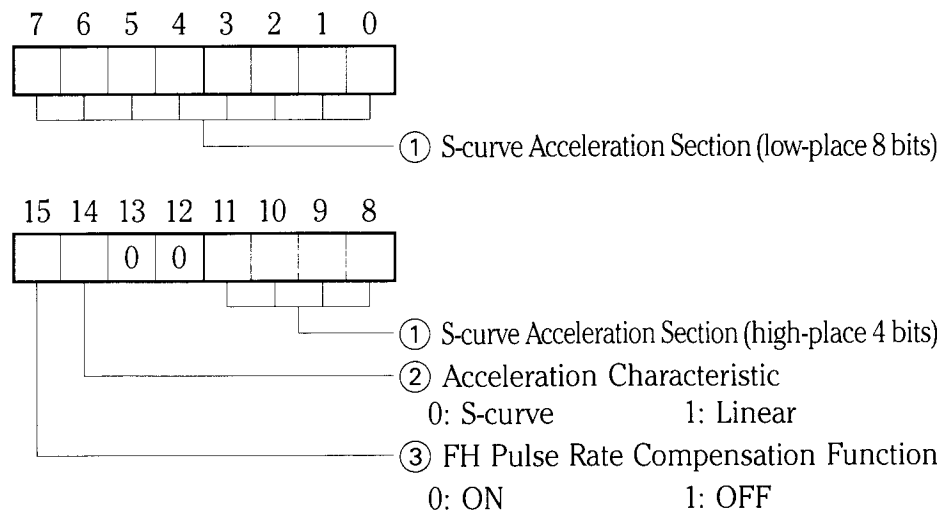 7 6 5 4 3 2 1 0
① S-curve Acceleration Section (low-place 8 bits)
15 14 13 12 11 10 9 8
0 0
① S-curve Acceleration Section (high-place 4 bits)
② Acceleration Characteristic
0: S-curve 1: Linear
③ FH Pulse Rate Compensation Function
0: ON 1: OFF